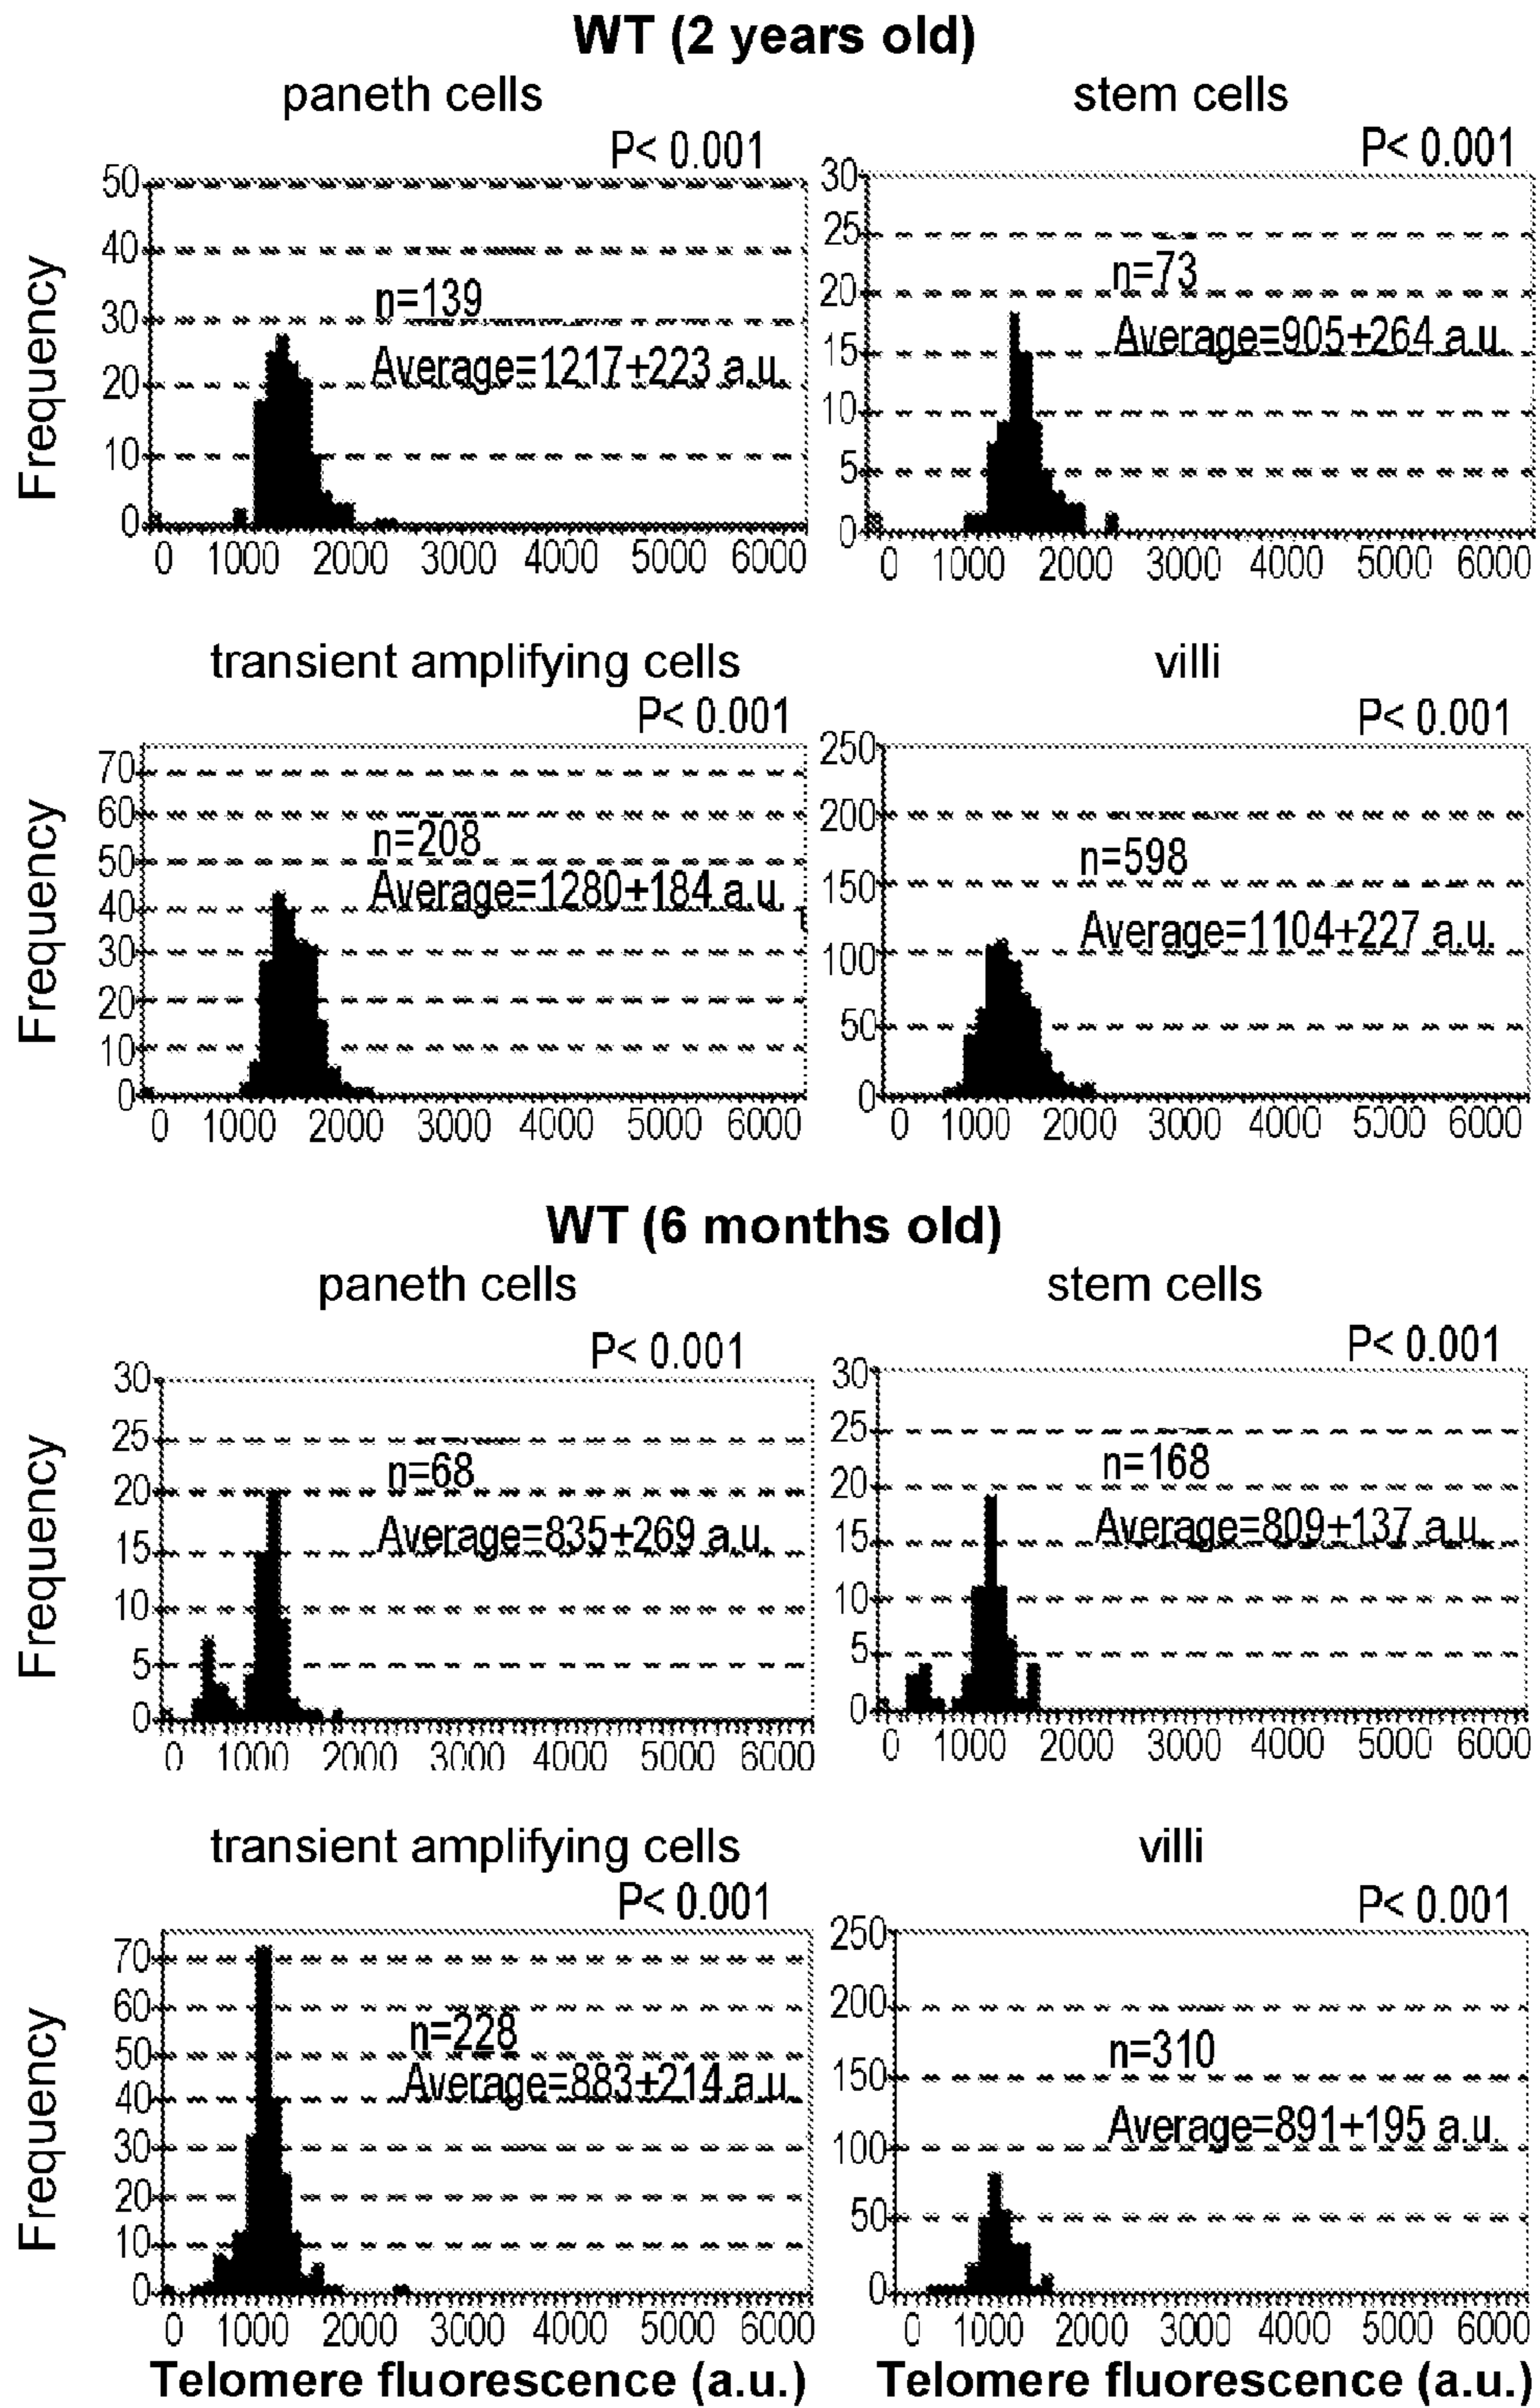 WT (2 years old)
paneth cells
P< 0.001
50
40
30
20
10
0
Frequency
n=139
Average=1217+223 a.u.
0 1000 2000 3000 4000 5000 6000
stem cells
P< 0.001
30
25
20
15
10
5
0
n=73
Average=905+264 a.u.
0 1000 2000 3000 4000 5000 6000
transient amplifying cells
P< 0.001
70
60
50
40
30
20
10
0
Frequency
n=208
Average=1280+184 a.u.
0 1000 2000 3000 4000 5000 6000
villi
P< 0.001
250
200
150
100
50
0
n=598
Average=1104+227 a.u.
0 1000 2000 3000 4000 5000 6000
WT (6 months old)
paneth cells
P< 0.001
30
25
20
15
10
5
0
Frequency
n=68
Average=835+269 a.u.
0 1000 2000 3000 4000 5000 6000
stem cells
P< 0.001
30
25
20
15
10
5
0
n=168
Average=809+137 a.u.
0 1000 2000 3000 4000 5000 6000
transient amplifying cells
P< 0.001
70
60
50
40
30
20
10
0
Frequency
n=228
Average=883+214 a.u.
0 1000 2000 3000 4000 5000 6000
Telomere fluorescence (a.u.)
villi
P< 0.001
250
200
150
100
50
0
n=310
Average=891+195 a.u.
0 1000 2000 3000 4000 5000 6000
Telomere fluorescence (a.u.)